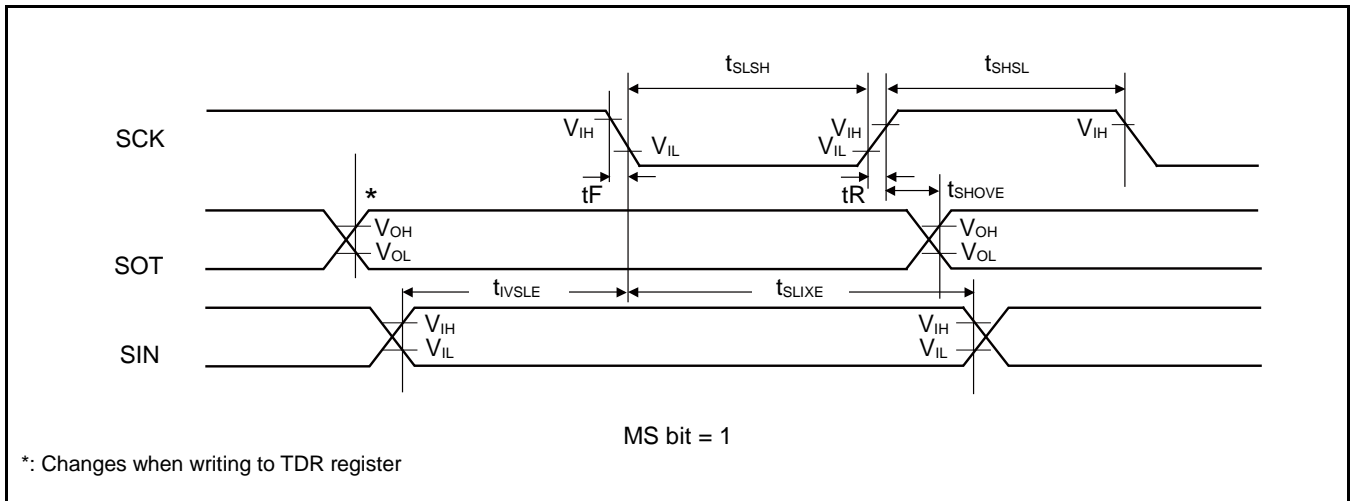 tSLSH
tSHSL
SCK
VIH
VIL
VIH
VIL
VIH
tF
tR
tSHOVE
*
SOT
VOH
VOL
VOH
VOL
tIVSLE
tSLIXE
SIN
VIH
VIL
VIH
VIL
MS bit = 1
*: Changes when writing to TDR register